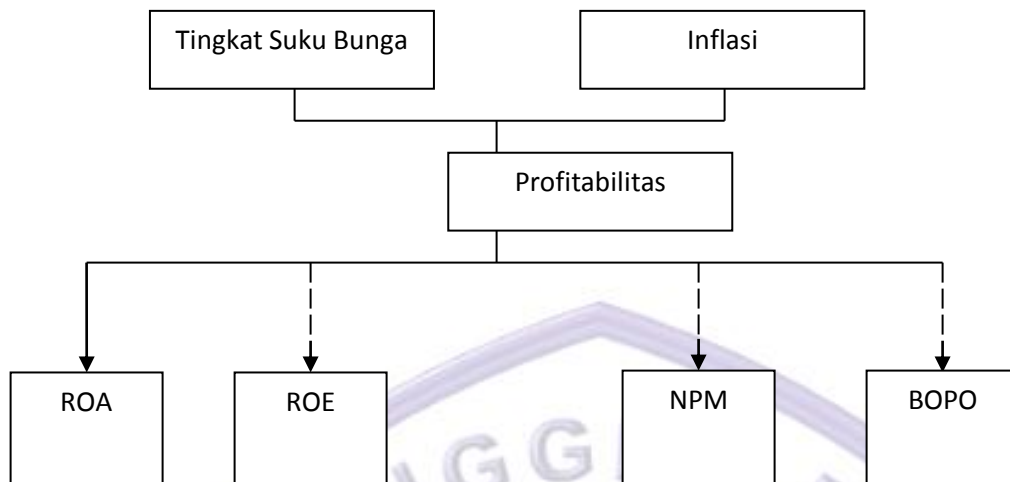 Tingkat Suku Bunga
Inflasi
Profitabilitas
ROA
ROE
NPM
BOPO